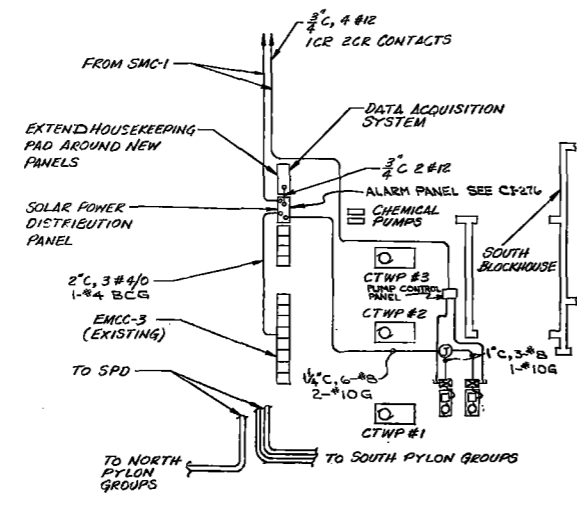 3/4"C, 4 #12
1CR 2CR CONTACTS
FROM SMC-1
DATA ACQUISITION
SYSTEM
EXTEND HOUSEKEEPING
PAD AROUND NEW
PANELS
3/4"C 2 #12
ALARM PANEL SEE CI-276
SOLAR POWER
DISTRIBUTION
PANEL
CHEMICAL
PUMPS
SOUTH
BLOCKHOUSE
2"C, 3 #4/0
1-#4 BCG
CTWP #3
PUMP CONTROL
PANEL
EMCC-3
(EXISTING)
CTWP #2
J
1"C, 3-#8
1-#10G
TO SPD
1 1/4"C, 6-#8
2-#10G
CTWP #1
TO NORTH
PYLON
GROUPS
TO SOUTH PYLON GROUPS